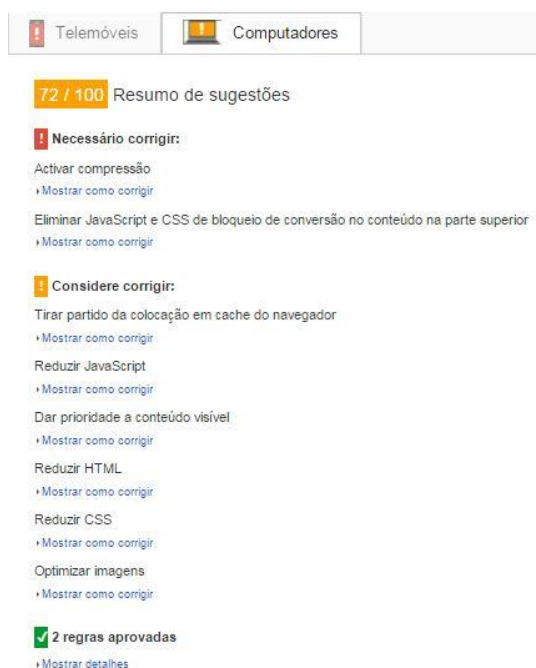 Telemóveis
Computadores
72 / 100 Resumo de sugestões
! Necessário corrigir:
Activar compressão
Mostrar como corrigir
Eliminar JavaScript e CSS de bloqueio de conversão no conteúdo na parte superior
Mostrar como corrigir
! Considere corrigir:
Tirar partido da colocação em cache do navegador
Mostrar como corrigir
Reduzir JavaScript
Mostrar como corrigir
Dar prioridade a conteúdo visível
Mostrar como corrigir
Reduzir HTML
Mostrar como corrigir
Reduzir CSS
Mostrar como corrigir
Optimizar imagens
Mostrar como corrigir
2 regras aprovadas
Mostrar detalhes